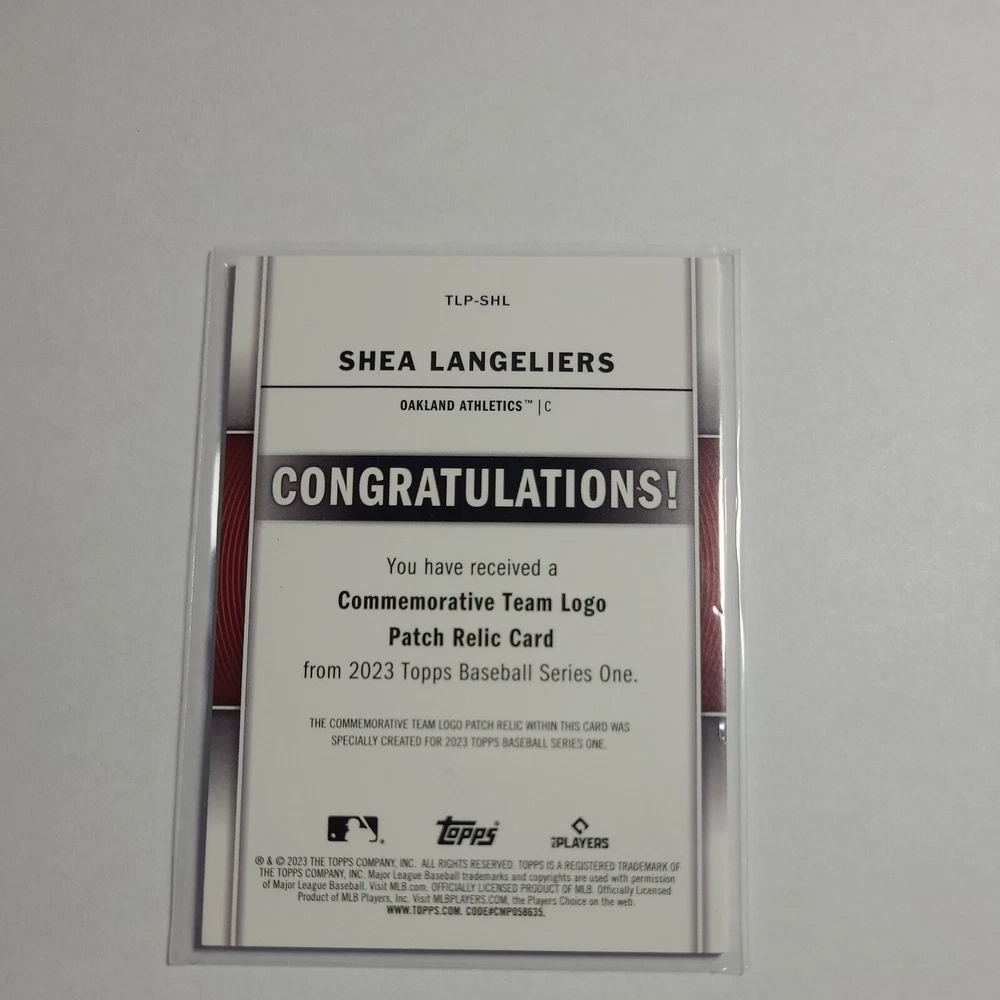 TLP-SHL
SHEA LANGELIERS
OAKLAND ATHLETICS™ | C
CONGRATULATIONS!
You have received a
Commemorative Team Logo
Patch Relic Card
from 2023 Topps Baseball Series One.
THE COMMEMORATIVE TEAM LOGO PATCH RELIC WITHIN THIS CARD WAS
SPECIALLY CREATED FOR 2023 TOPPS BASEBALL SERIES ONE.
Topps®
MLB PLAYERS
® & © 2023 THE TOPPS COMPANY, INC. ALL RIGHTS RESERVED. TOPPS IS A REGISTERED TRADEMARK OF
THE TOPPS COMPANY, INC. Major League Baseball trademarks and copyrights are used with permission
of Major League Baseball. Visit MLB.com. OFFICIALLY LICENSED PRODUCT OF MLB. Officially Licensed
Product of MLB Players, Inc. Visit MLBPLAYERS.COM, the Players Choice on the web.
WWW.TOPPS.COM. CODE#CMP058635.